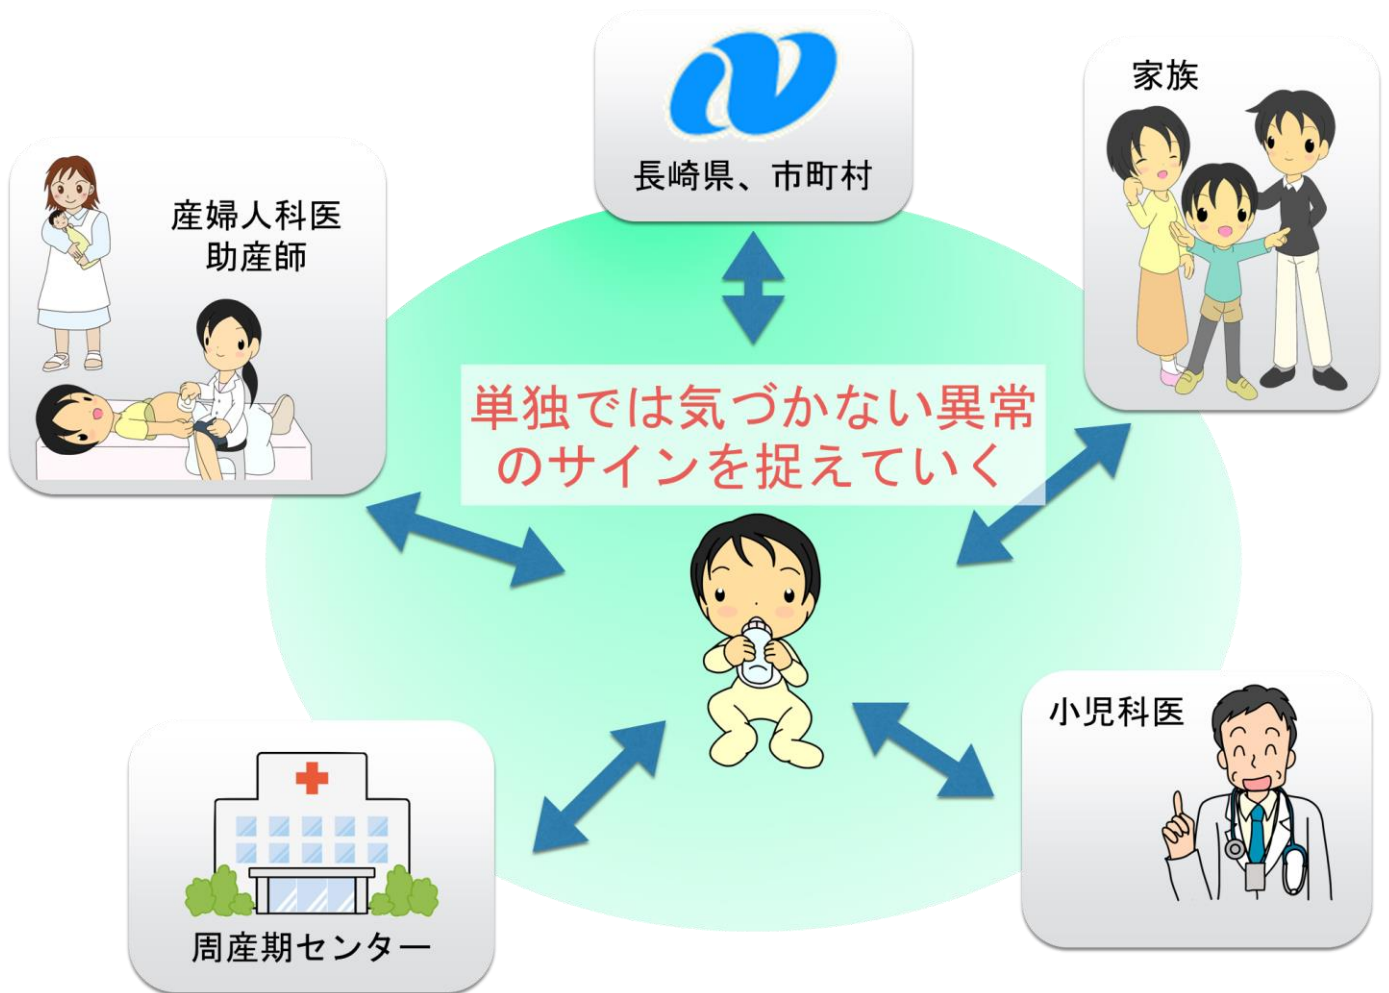 長崎県、市町村
家族
産婦人科医
助産師
単独では気づかない異常
のサインを捉えていく
小児科医
周産期センター